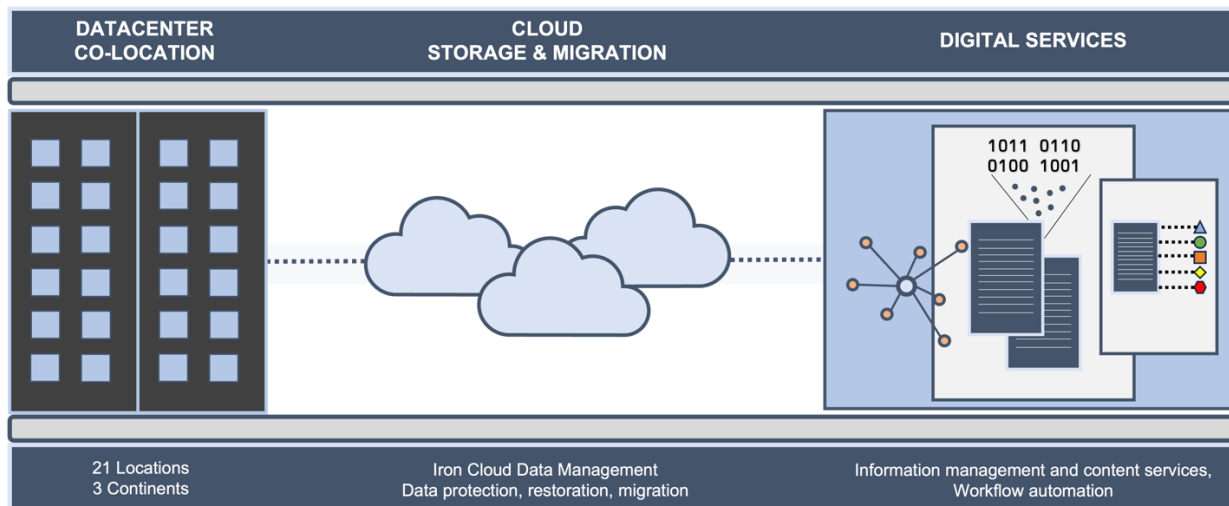 DATACENTER
CO-LOCATION
CLOUD
STORAGE & MIGRATION
DIGITAL SERVICES
1011 0110
0100 1001
21 Locations
3 Continents
Iron Cloud Data Management
Data protection, restoration, migration
Information management and content services,
Workflow automation